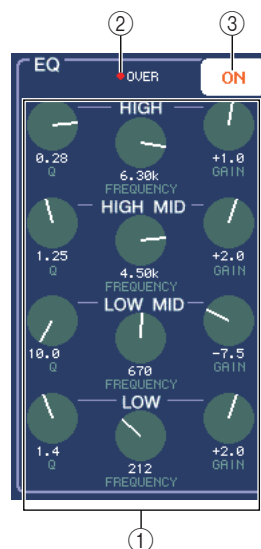 ② ③
EQ OVER ON
HIGH
0.28 +1.0
Q 6.30k GAIN
FREQUENCY
HIGH MID
1.25 +2.0
Q 4.50k GAIN
FREQUENCY
LOW MID
10.0 -7.5
Q 670 GAIN
FREQUENCY
LOW
1.4 +2.0
Q 212 GAIN
FREQUENCY
①